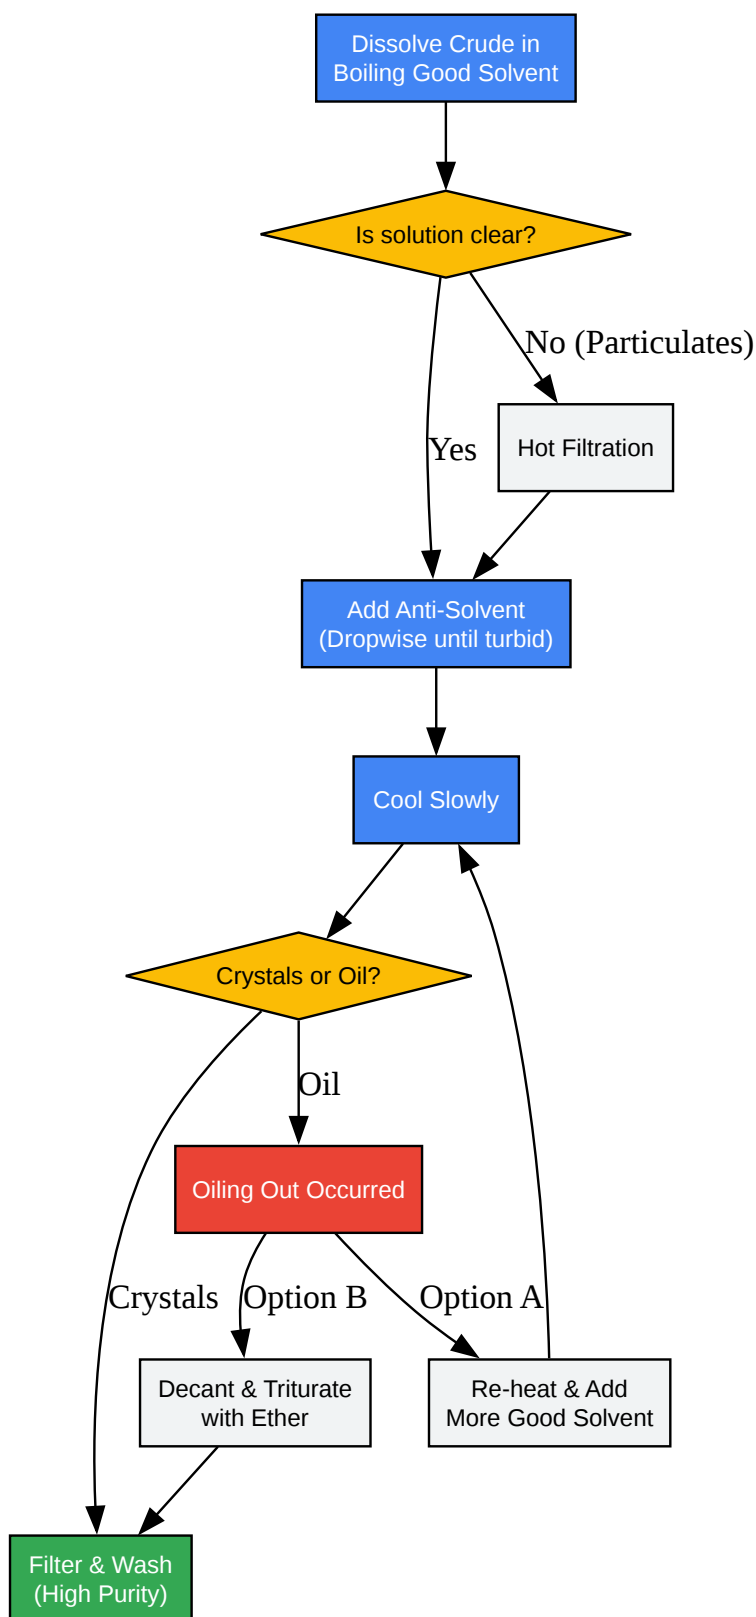 Dissolve Crude in
Boiling Good Solvent
Is solution clear?
No (Particulates)
Yes
Hot Filtration
Add Anti-Solvent
(Dropwise until turbid)
Cool Slowly
Crystals or Oil?
Oil
Oiling Out Occurred
Crystals
Option B
Option A
Decant & Triturate
with Ether
Re-heat & Add
More Good Solvent
Filter & Wash
(High Purity)